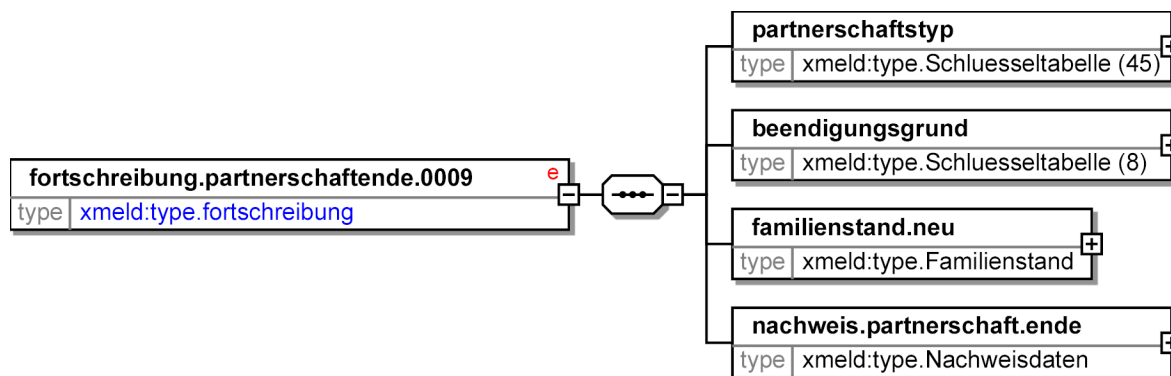 partnerschaftstyp
type xmeld:type.Schluesseltabelle (45)
beendigungsgrund
type xmeld:type.Schluesseltabelle (8)
fortschreibung.partnerschaftende.0009 e
type xmeld:type.fortschreibung
familienstand.neu
type xmeld:type.Familienstand
nachweis.partnerschaft.ende
type xmeld:type.Nachweisdaten